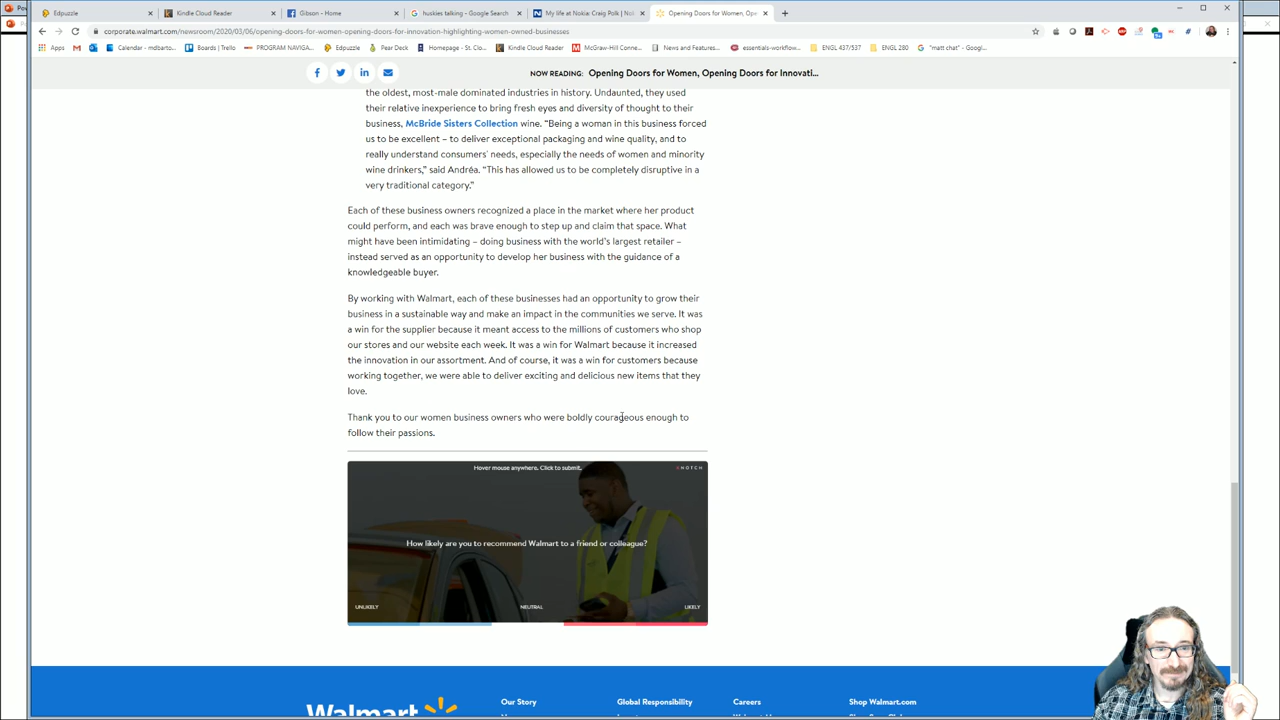 Edpuzzle
Kindle Cloud Reader
Gibson - Home
huskies talking - Google Search
My life at Nokia: Craig Polk | No
Opening Doors for Women, Op
corporate.walmart.com/newsroom/2020/03/06/opening-doors-for-women-opening-doors-for-innovation-highlighting-women-owned-businesses
Apps
Calendar - mdbarto...
Boards | Trello
PROGRAM NAVIGA...
Edpuzzle
Pear Deck
Homepage - St. Clo...
Kindle Cloud Reader
McGraw-Hill Conne...
News and Features...
essentials-workflow...
ENGL 437/537
ENGL 280
"matt chat" - Googl...
NOW READING: Opening Doors for Women, Opening Doors for Innovati...
the oldest, most-male dominated industries in history. Undaunted, they used
their relative inexperience to bring fresh eyes and diversity of thought to their
business, McBride Sisters Collection wine. “Being a woman in this business forced
us to be excellent – to deliver exceptional packaging and wine quality, and to
really understand consumers’ needs, especially the needs of women and minority
wine drinkers,” said Andréa. “This has allowed us to be completely disruptive in a
very traditional category.”
Each of these business owners recognized a place in the market where her product
could perform, and each was brave enough to step up and claim that space. What
might have been intimidating – doing business with the world’s largest retailer –
instead served as an opportunity to develop her business with the guidance of a
knowledgeable buyer.
By working with Walmart, each of these businesses had an opportunity to grow their
business in a sustainable way and make an impact in the communities we serve. It was
a win for the supplier because it meant access to the millions of customers who shop
our stores and our website each week. It was a win for Walmart because it increased
the innovation in our assortment. And of course, it was a win for customers because
working together, we were able to deliver exciting and delicious new items that they
love.
Thank you to our women business owners who were boldly courageous enough to
follow their passions.
Hover mouse anywhere. Click to submit.
KNOTCH
How likely are you to recommend Walmart to a friend or colleague?
UNLIKELY
NEUTRAL
LIKELY
Walmart
Our Story
Global Responsibility
Careers
Shop Walmart.com